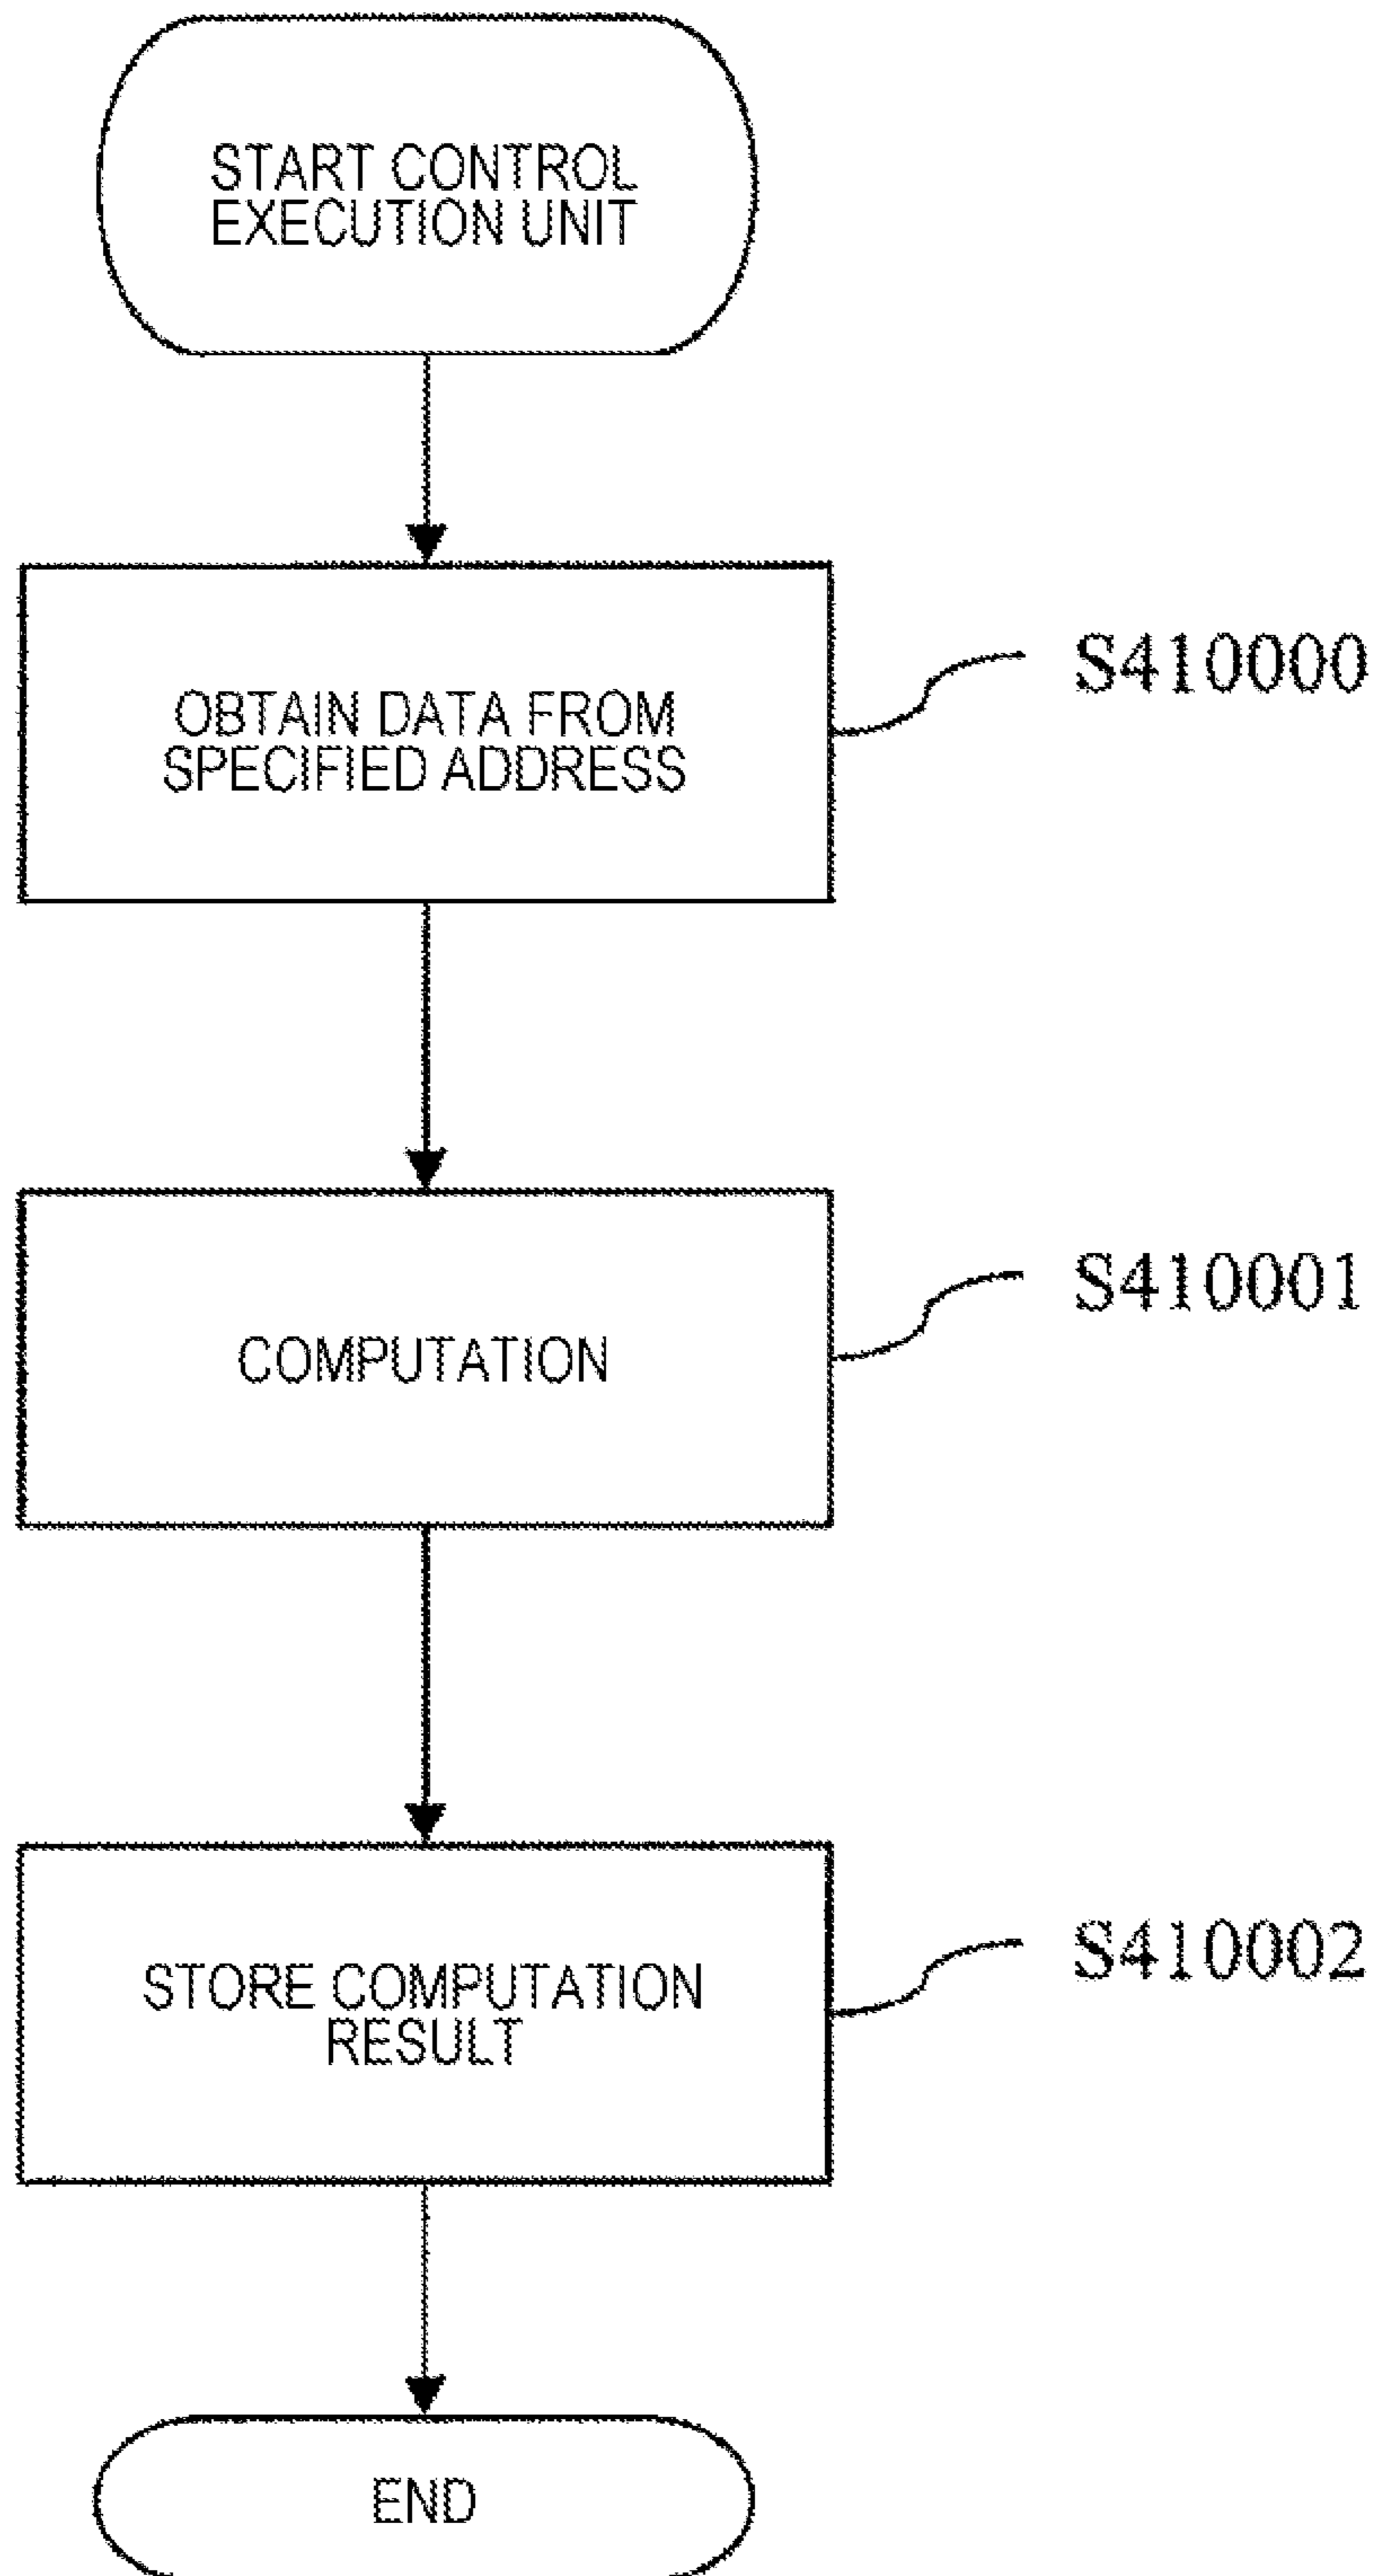 START CONTROL
EXECUTION UNIT
OBTAIN DATA FROM
SPECIFIED ADDRESS
S410000
COMPUTATION
S410001
STORE COMPUTATION
RESULT
S410002
END